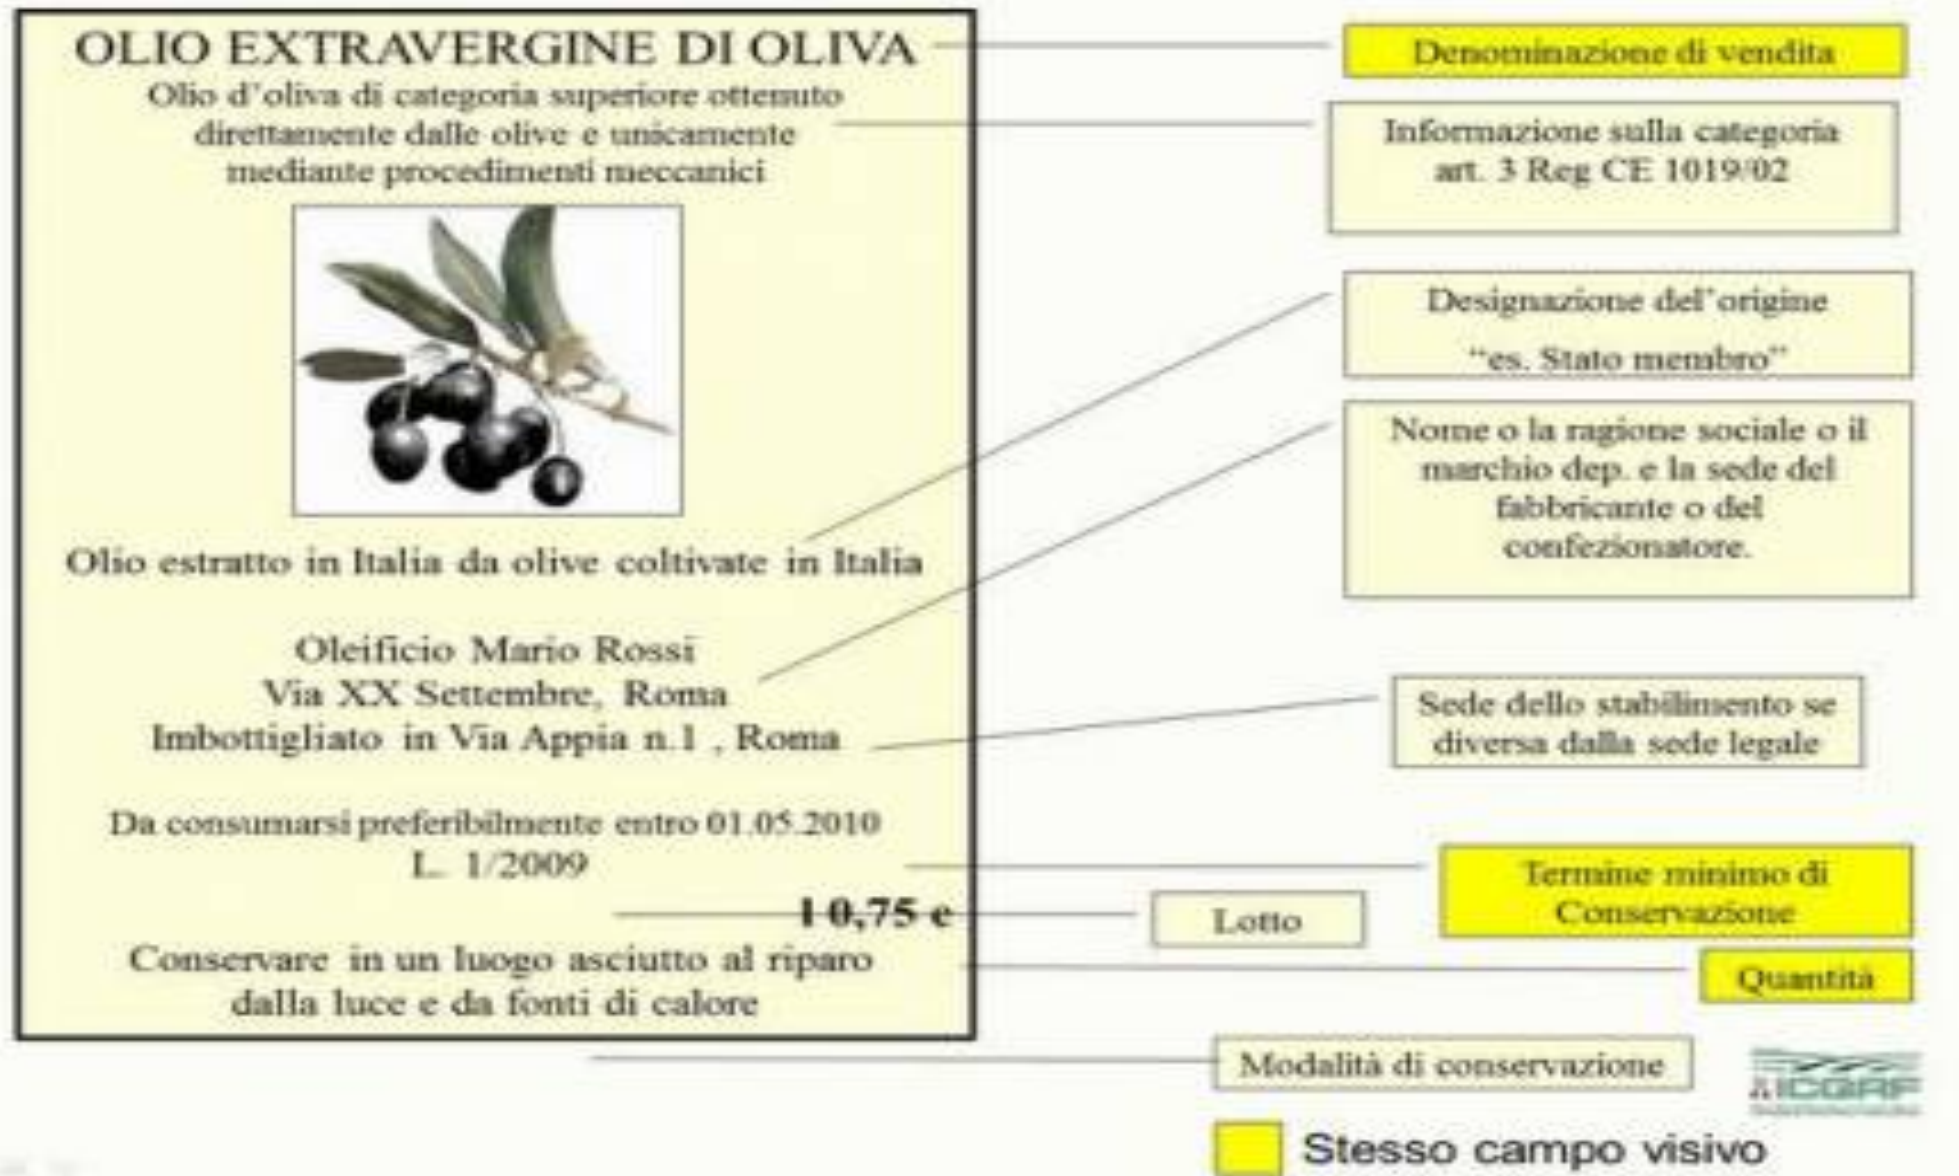 OLIO EXTRAVERGINE DI OLIVA
Olio d'oliva di categoria superiore ottenuto
direttamente dalle olive e unicamente
mediante procedimenti meccanici
Olio estratto in Italia da olive coltivate in Italia
Oleificio Mario Rossi
Via XX Settembre, Roma
Imbottigliato in Via Appia n.1 , Roma
Da consumarsi preferibilmente entro 01.05.2010
L. 1/2009
l 0,75 e
Conservare in un luogo asciutto al riparo
dalla luce e da fonti di calore
Denominazione di vendita
Informazione sulla categoria
art. 3 Reg CE 1019/02
Designazione del'origine
"es. Stato membro"
Nome o la ragione sociale o il
marchio dep. e la sede del
fabbricante o del
confezionatore.
Sede dello stabilimento se
diversa dalla sede legale
Termine minimo di
Conservazione
Lotto
Quantità
Modalità di conservazione
ICQRF
Stesso campo visivo